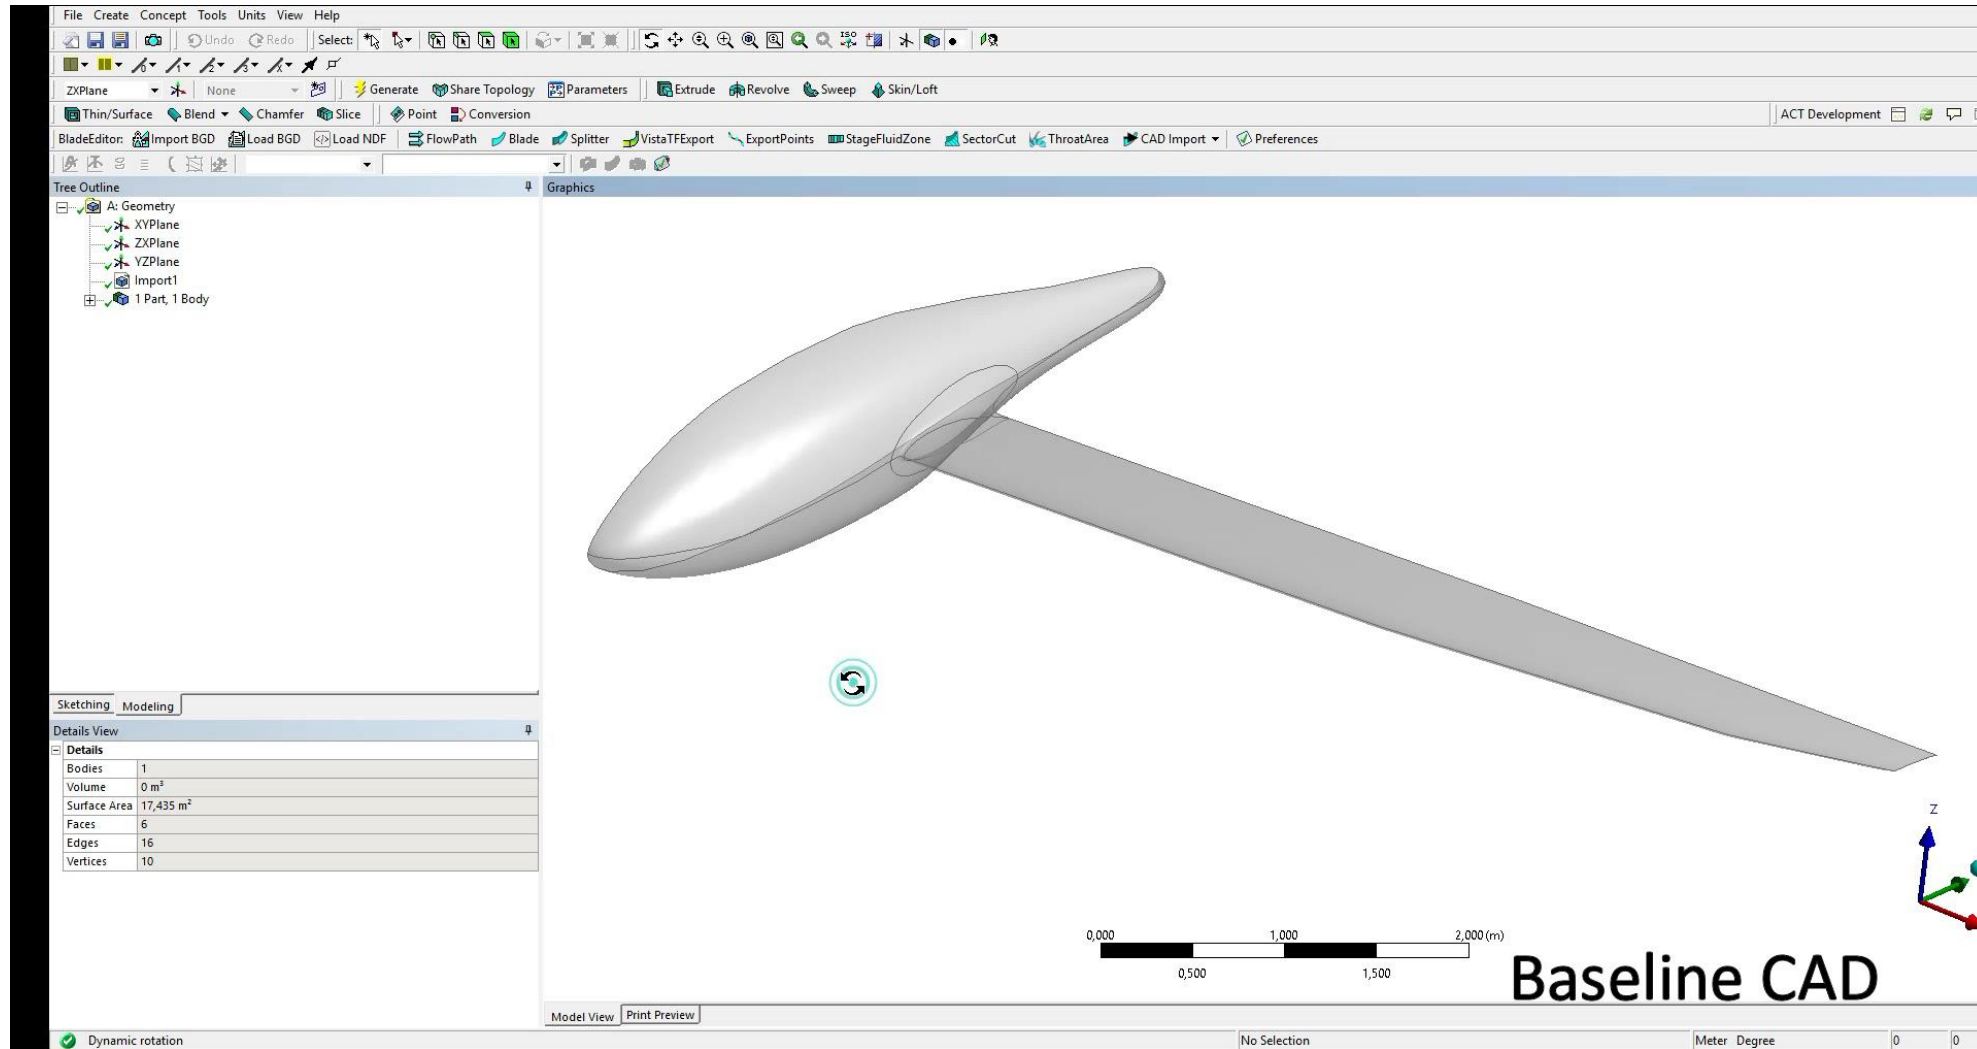 File Create Concept Tools Units View Help
Undo Redo Select:
ZXPlane None Generate Share Topology Parameters Extrude Revolve Sweep Skin/Loft
Thin/Surface Blend Chamfer Slice Point Conversion ACT Development
BladeEditor: Import BGD Load BGD Load NDF FlowPath Blade Splitter VistaTFExport ExportPoints StageFluidZone SectorCut ThroatArea CAD Import Preferences
Tree Outline
Graphics
A: Geometry
XYPlane
ZXPlane
YZPlane
Import1
1 Part, 1 Body
Sketching Modeling
Details View
Details
Bodies 1
Volume 0 m³
Surface Area 17,435 m²
Faces 6
Edges 16
Vertices 10
Z
0,000 1,000 2,000 (m)
0,500 1,500
Baseline CAD
Model View Print Preview
Dynamic rotation No Selection Meter Degree 0 0